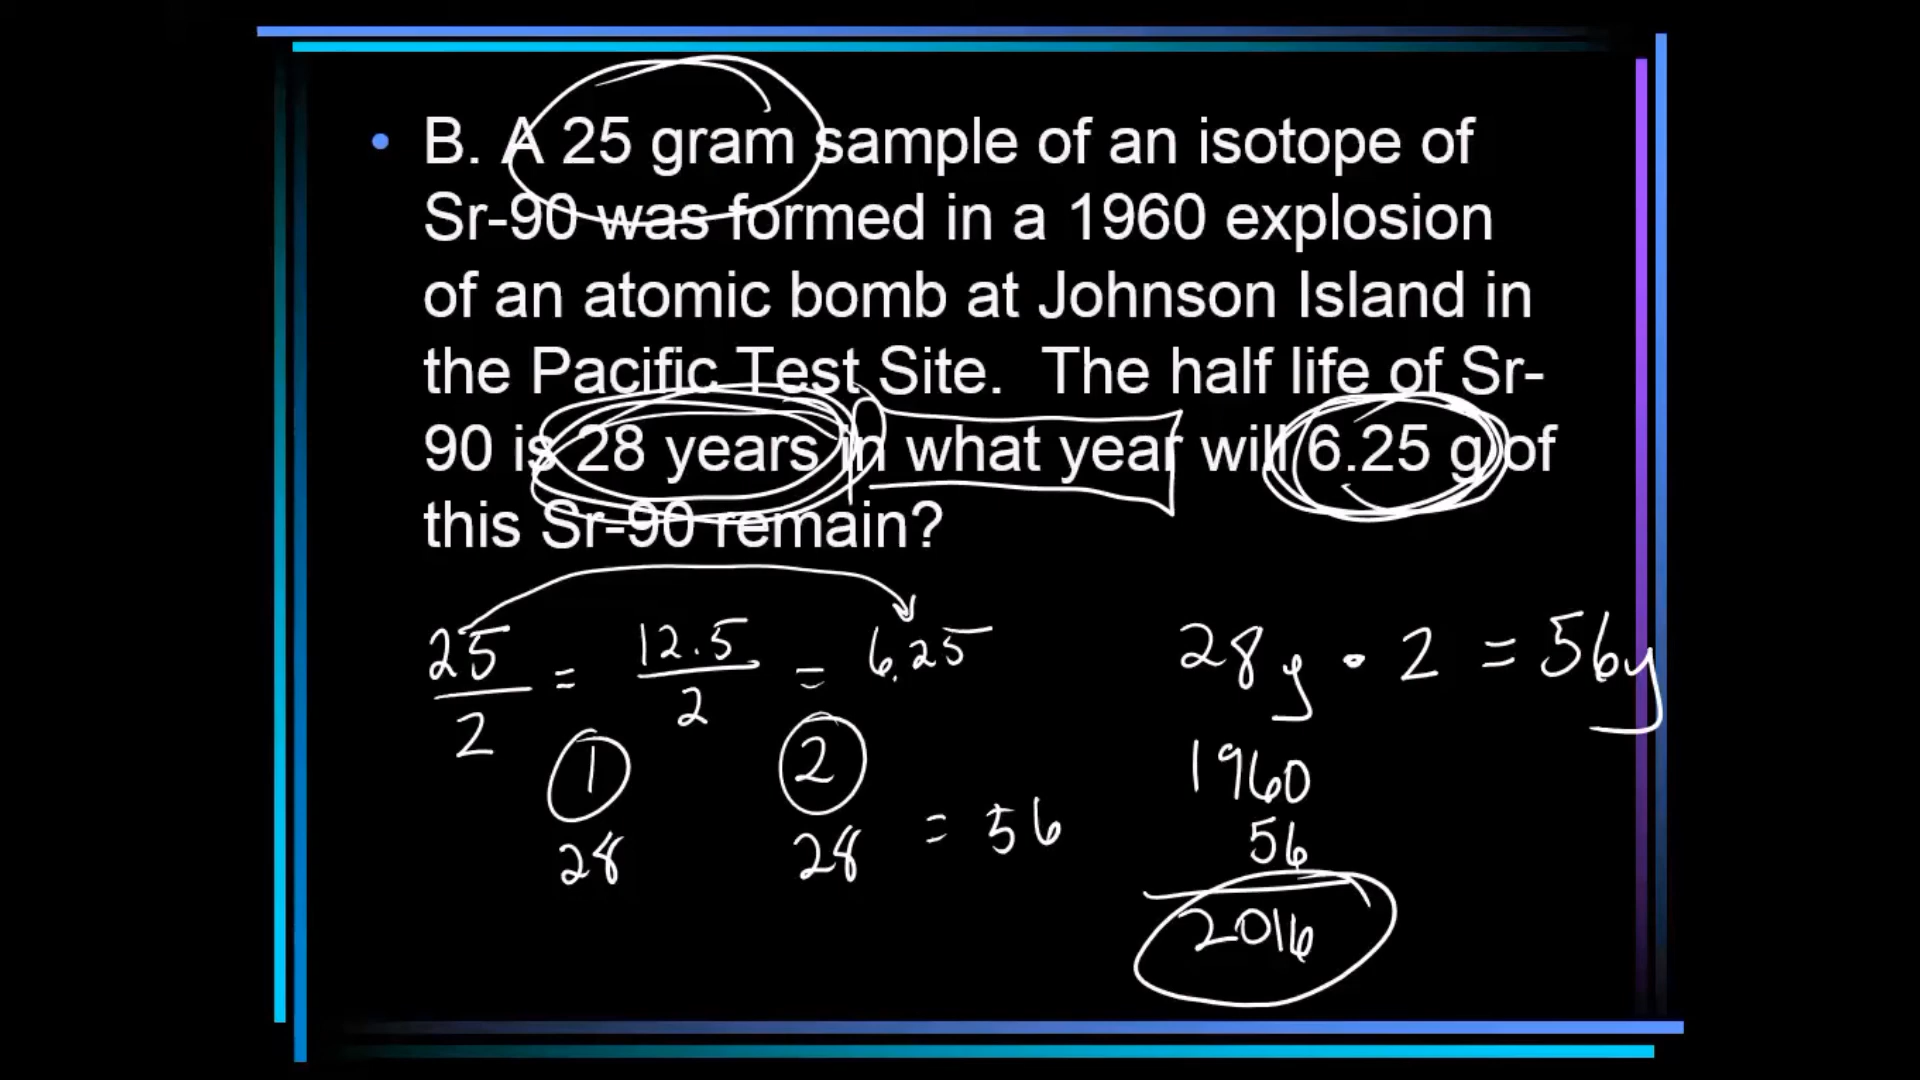 • B. A 25 gram sample of an isotope of
Sr-90 was formed in a 1960 explosion
of an atomic bomb at Johnson Island in
the Pacific Test Site. The half life of Sr-
90 is 28 years in what year will 6.25 g of
this Sr-90 remain?
25/2 = 12.5/2 = 6.25
28y • 2 = 56y
1 2
28 28 = 56
1960
56
2016